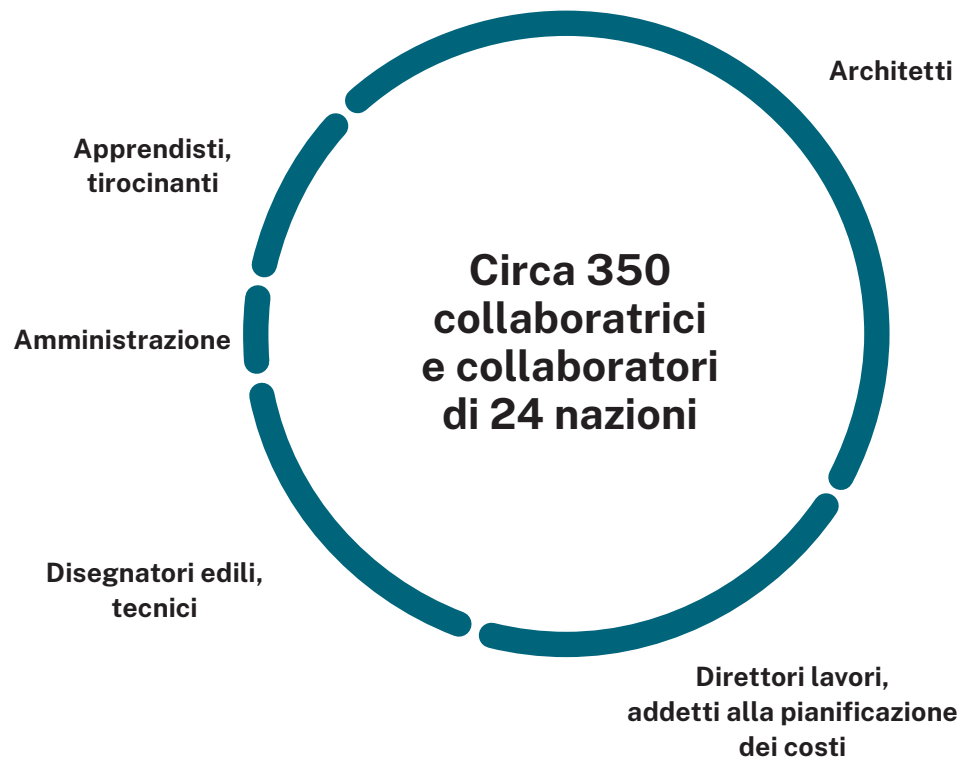 Architetti
Apprendisti,
tirocinanti
Circa 350
collaboratrici
e collaboratori
di 24 nazioni
Amministrazione
Disegnatori edili,
tecnici
Direttori lavori,
addetti alla pianificazione
dei costi